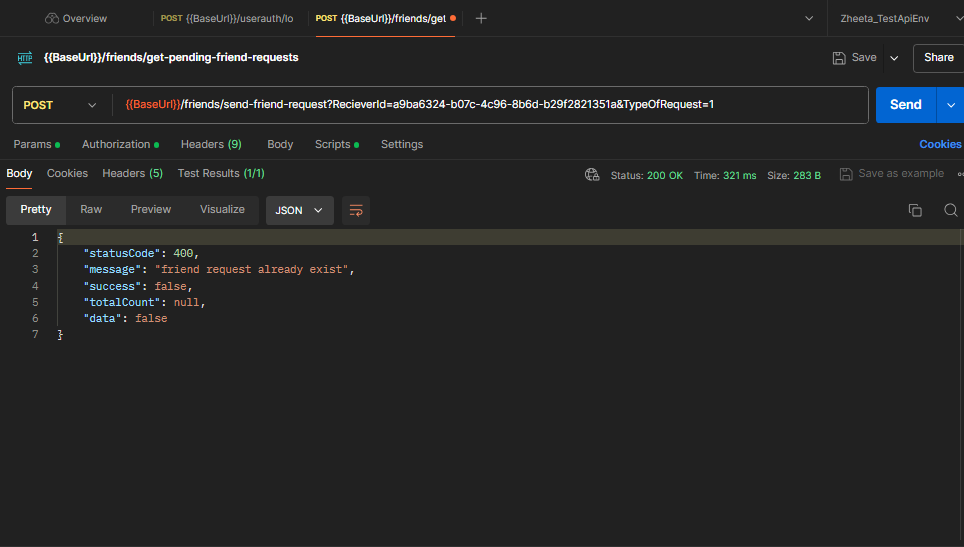 Overview POST {{BaseUrl}}/userauth/lo POST {{BaseUrl}}/friends/get Zheeta_TestApiEnv
HTTP {{BaseUrl}}/friends/get-pending-friend-requests Save Share
POST {{BaseUrl}}/friends/send-friend-request?RecieverId=a9ba6324-b07c-4c96-8b6d-b29f2821351a&TypeOfRequest=1 Send
Params Authorization Headers (9) Body Scripts Settings Cookies
Body Cookies Headers (5) Test Results (1/1) Status: 200 OK Time: 321 ms Size: 283 B Save as example
Pretty Raw Preview Visualize JSON
1 {
2 "statusCode": 400,
3 "message": "friend request already exist",
4 "success": false,
5 "totalCount": null,
6 "data": false
7 }